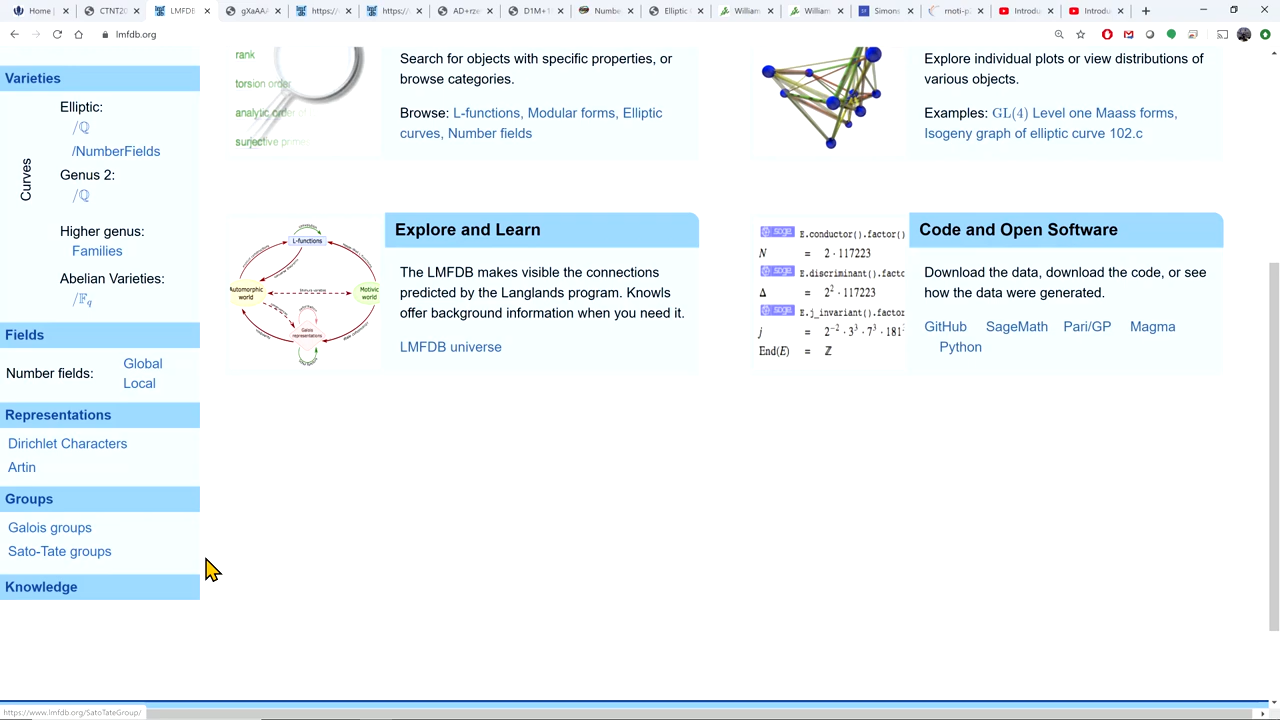 Home |
CTNT20
LMFDB
gXaAA
https://
https:/
AD+rze
D1M+1
Numbe
Elliptic
William
William
Simons
moti-p
Introdu
Introdu
lmfdb.org
Varieties
Elliptic:
/ℚ
/NumberFields
Curves
Genus 2:
/ℚ
Higher genus:
Families
Abelian Varieties:
/𝔽q
Fields
Number fields:
Global
Local
Representations
Dirichlet Characters
Artin
Groups
Galois groups
Sato-Tate groups
Knowledge
rank
torsion order
analytic order of
surjective prime
Search for objects with specific properties, or
browse categories.
Browse: L-functions, Modular forms, Elliptic
curves, Number fields
Explore individual plots or view distributions of
various objects.
Examples: GL(4) Level one Maass forms,
Isogeny graph of elliptic curve 102.c
L-functions
Automorphic
world
Motivic
world
Galois
representations
Explore and Learn
The LMFDB makes visible the connections
predicted by the Langlands program. Knowls
offer background information when you need it.
LMFDB universe
sage: E.conductor().factor()
N = 2 · 117223
sage: E.discriminant().factor
Δ = 2² · 117223
sage: E.j_invariant().factor
j = 2⁻² · 3³ · 7³ · 181³
End(E) = ℤ
Code and Open Software
Download the data, download the code, or see
how the data were generated.
GitHub SageMath Pari/GP Magma
Python
https://www.lmfdb.org/SatoTateGroup/